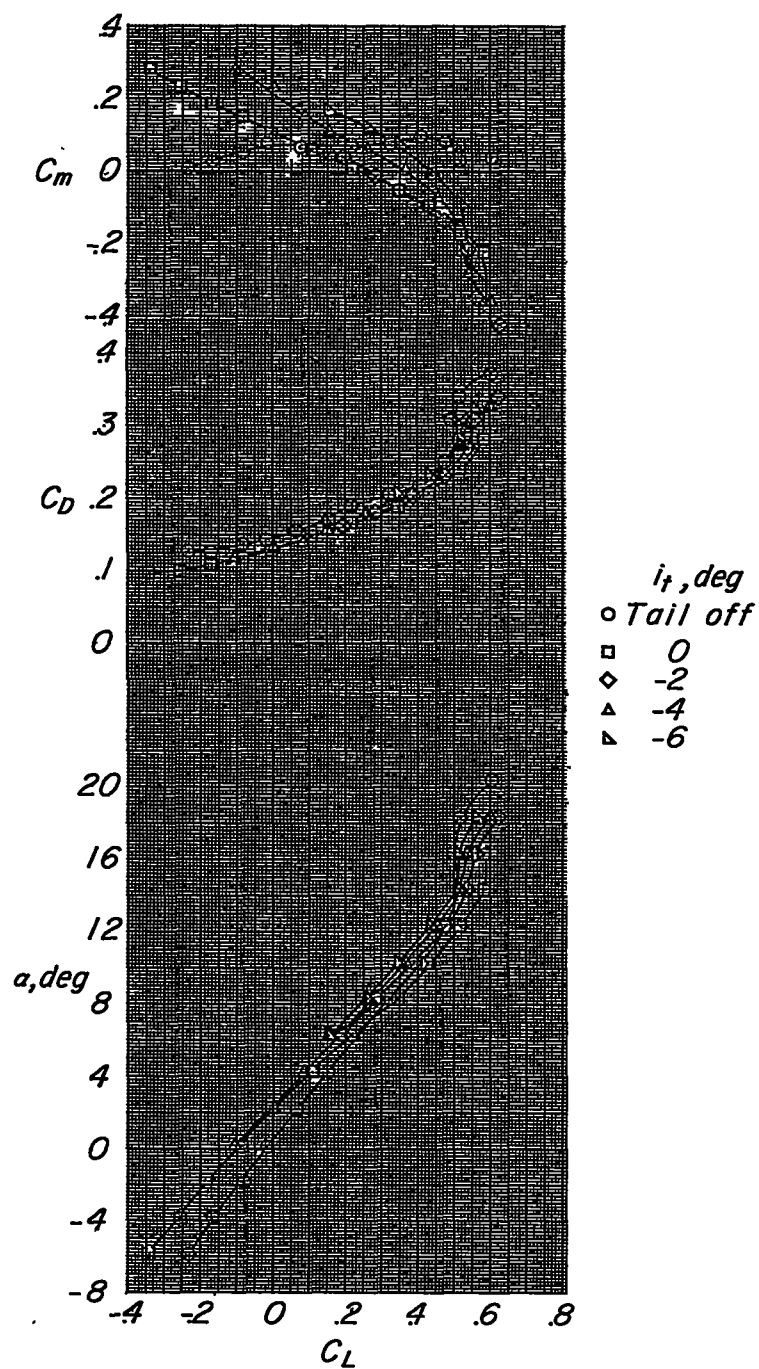 .4
.2
Cm 0
-.2
-.4
.4
.3
CD .2
.1
0
it, deg
Tail off
0
-2
-4
-6
20
16
12
α, deg
8
4
0
-4
-8
-.4 -.2 0 .2 .4 .6 .8
CL